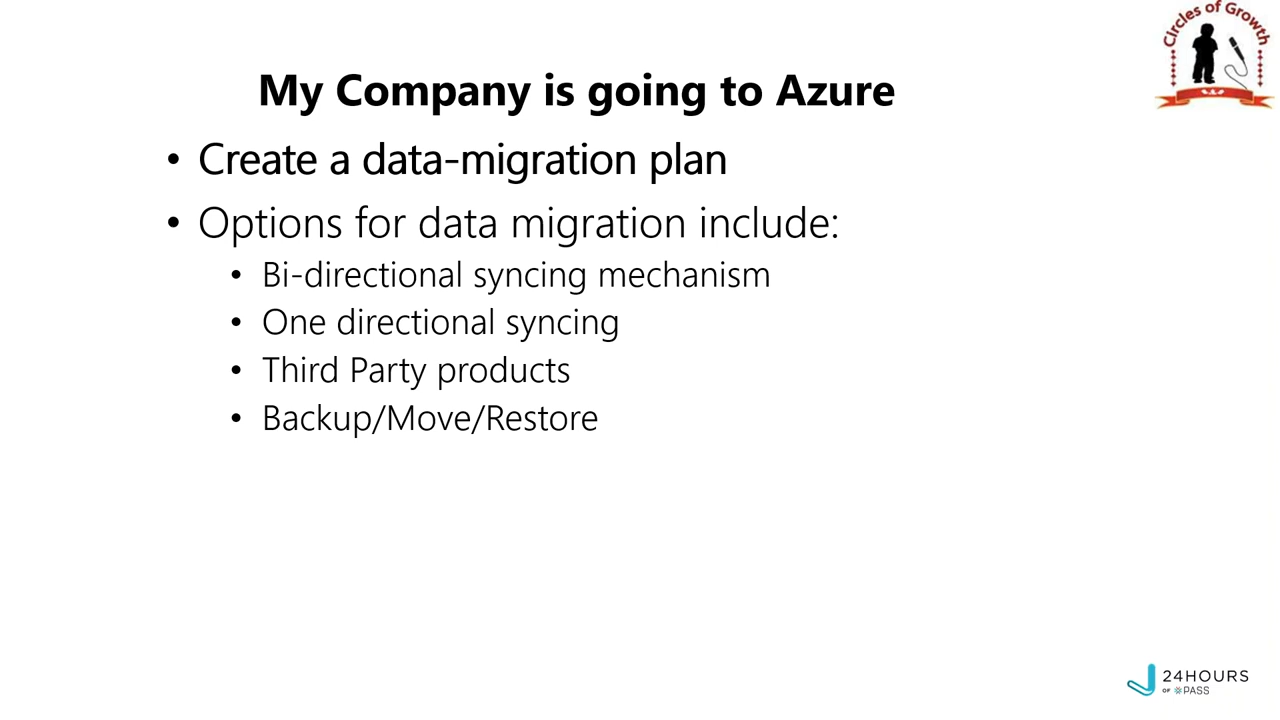 Circles of Growth
My Company is going to Azure
• Create a data-migration plan
• Options for data migration include:
• Bi-directional syncing mechanism
• One directional syncing
• Third Party products
• Backup/Move/Restore
24HOURS
OF PASS